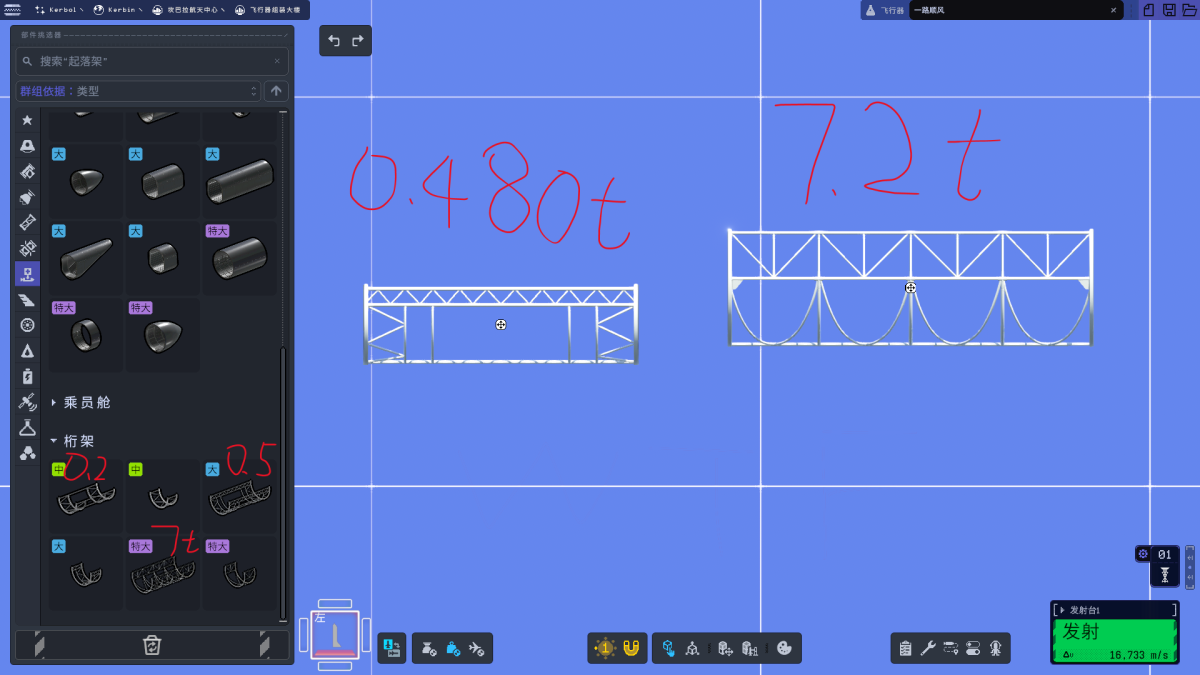 Kerbol
Kerbin
坎巴拉航天中心
飞行器组装大楼
飞行器
一路顺风
部件挑选器
搜索"起落架"
群组依据：类型
大
大
大
大
大
特大
特大
特大
乘员舱
桁架
中
0.2
中
大
0.5
大
特大
7t
特大
0.480t
7.2t
左
1
01
发射台1
发射
Δv
16,733 m/s